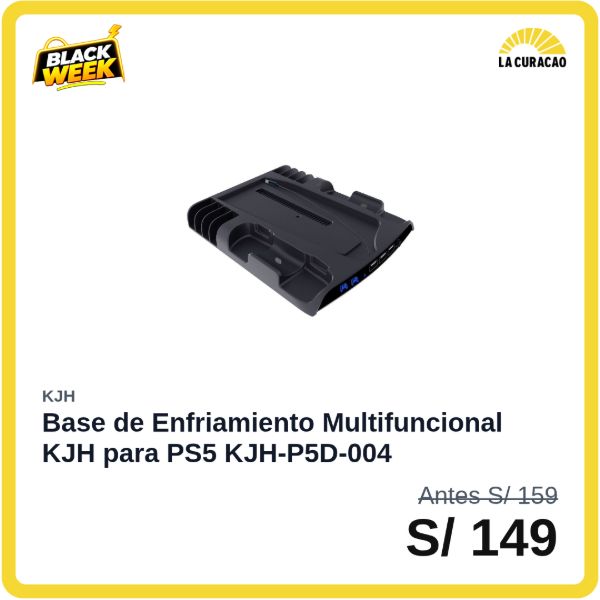 BLACK
WEEK
LA CURACAO
KJH
Base de Enfriamiento Multifuncional
KJH para PS5 KJH-P5D-004
Antes S/ 159
S/ 149